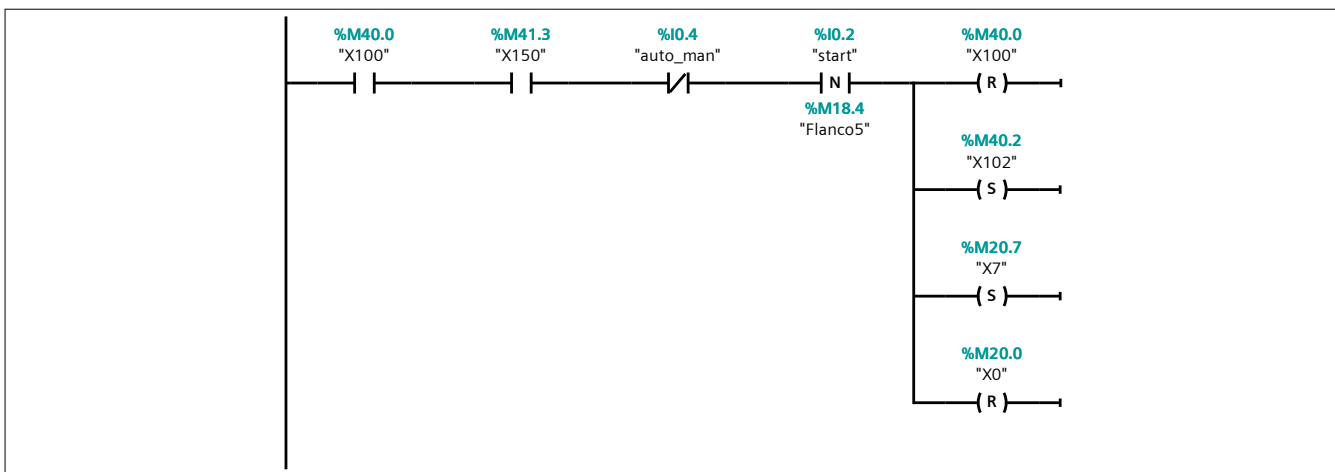 %M40.0 %M41.3 %I0.4 %I0.2 %M40.0
"X100" "X150" "auto_man" "start" "X100"
N R
%M18.4
"Flanco5"
%M40.2
"X102"
S
%M20.7
"X7"
S
%M20.0
"X0"
R